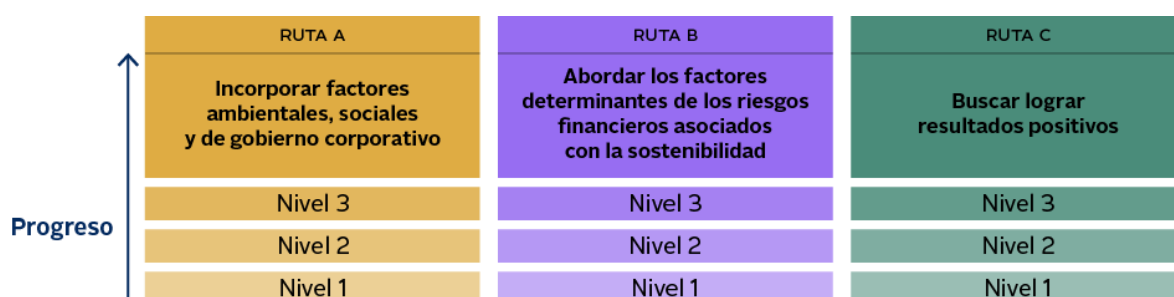 RUTA A
Incorporar factores
ambientales, sociales
y de gobierno corporativo
Nivel 3
Nivel 2
Nivel 1
RUTA B
Abordar los factores
determinantes de los riesgos
financieros asociados
con la sostenibilidad
Nivel 3
Nivel 2
Nivel 1
RUTA C
Buscar lograr
resultados positivos
Nivel 3
Nivel 2
Nivel 1
Progreso